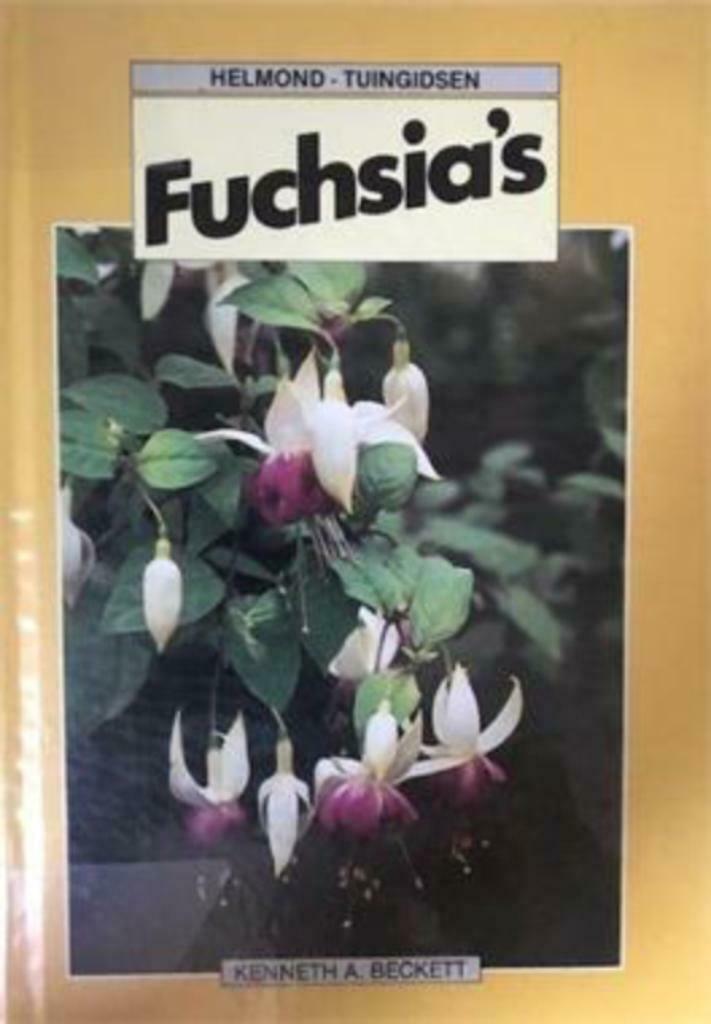 HELMOND - TUINGIDSEN
Fuchsia's
KENNETH A. BECKETT